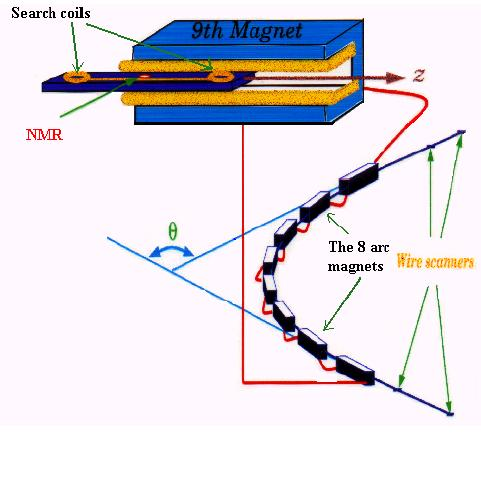 Search coils
9th Magnet
z
NMR
θ
The 8 arc
magnets
Wire scanners